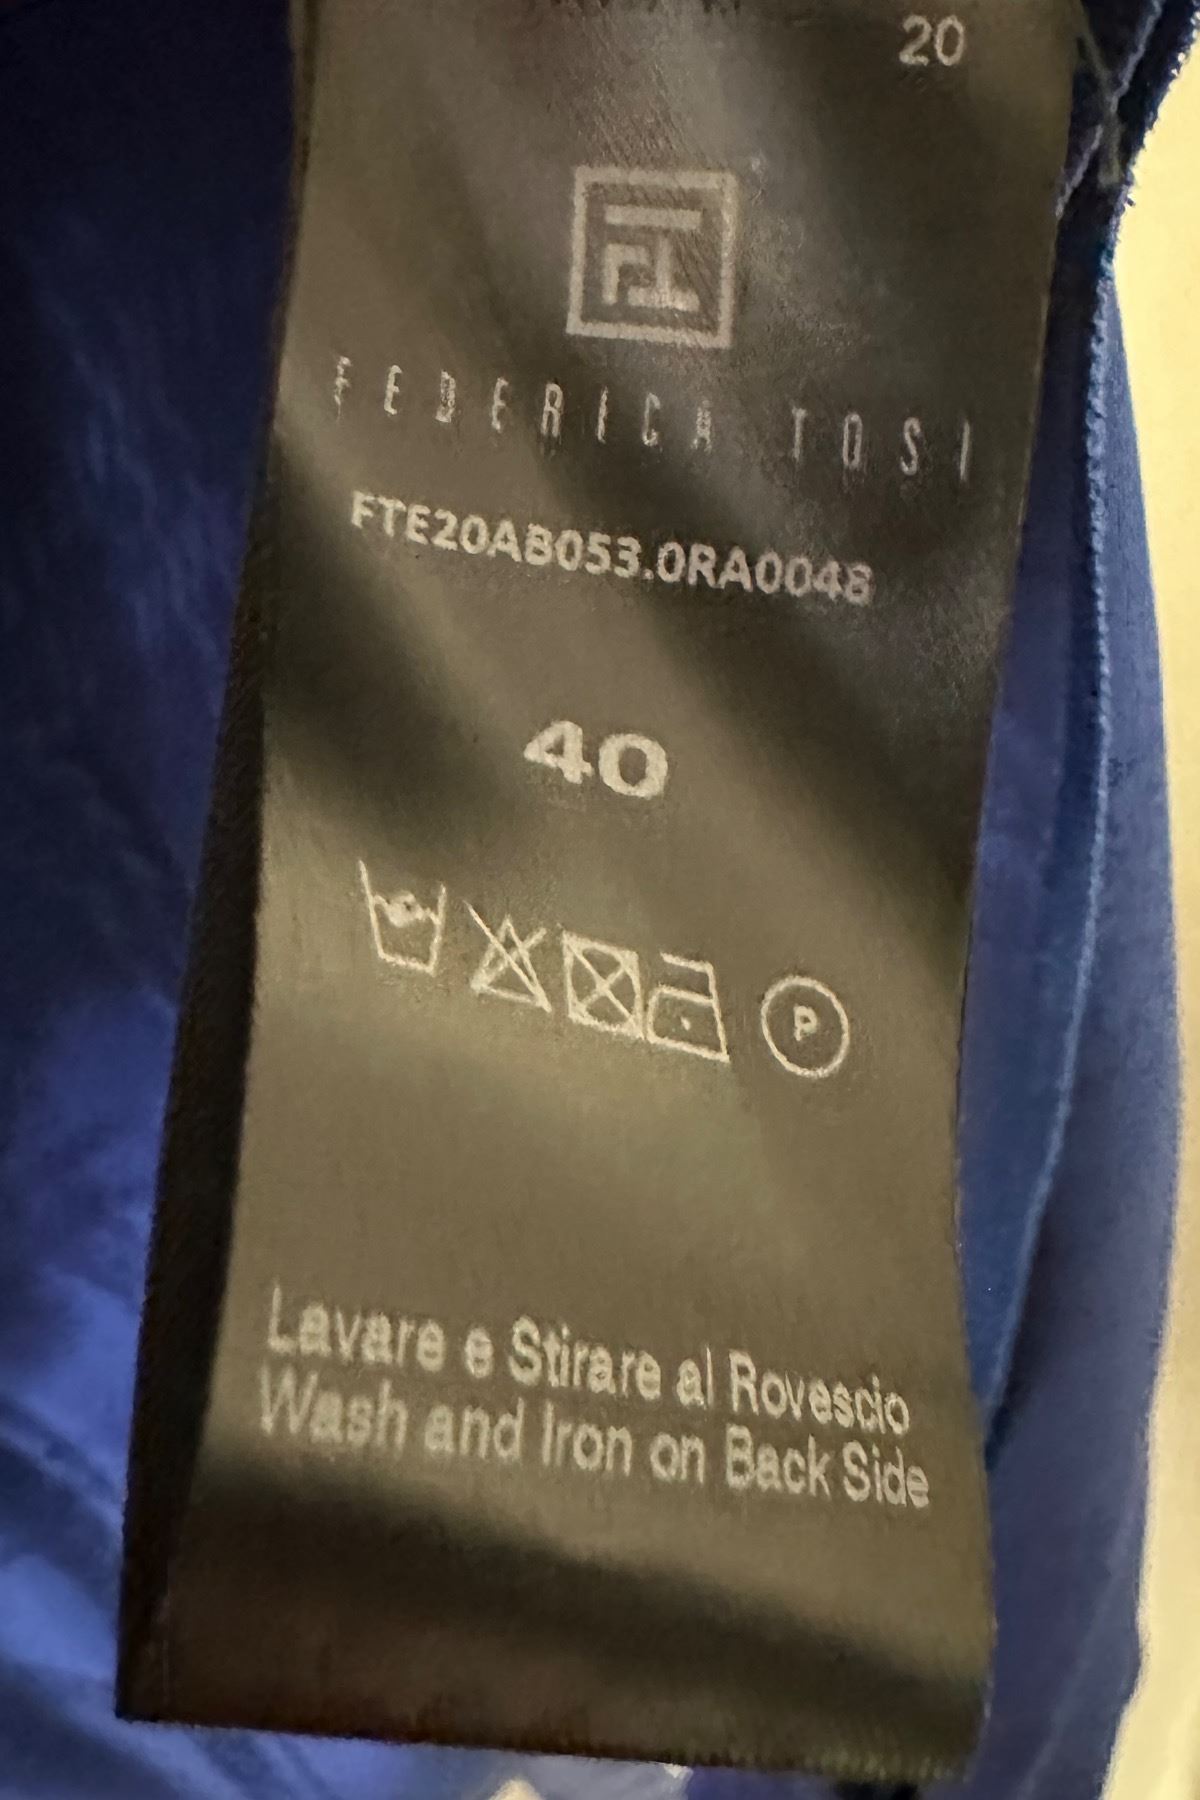 20
FEDERICA TOSI
FTE20AB053.0RA0048
40
P
Lavare e Stirare al Rovescio
Wash and Iron on Back Side